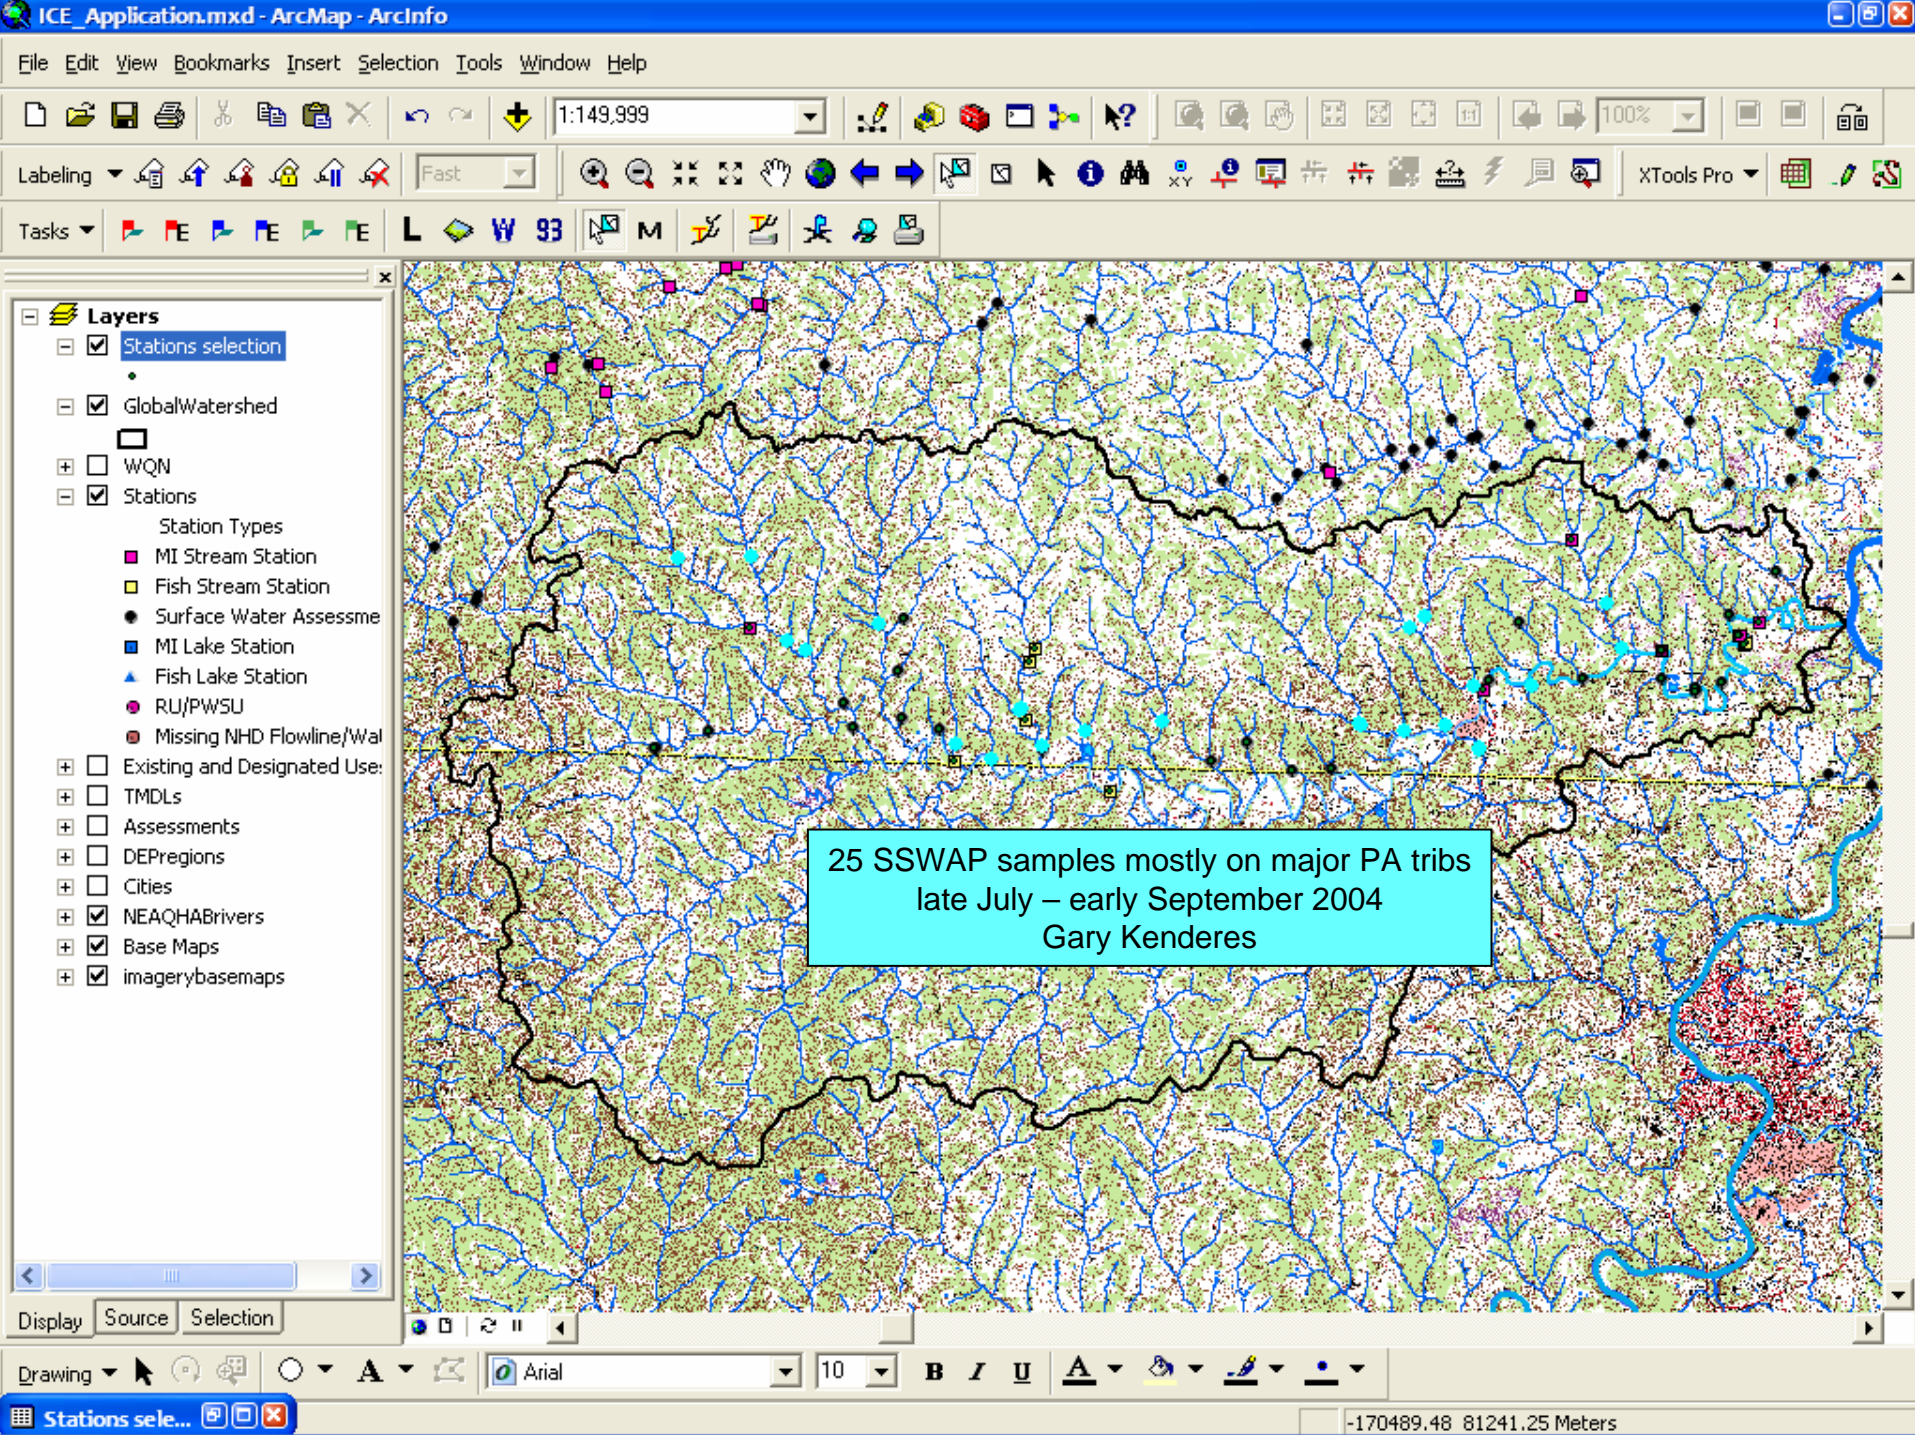 ICE_Application.mxd - ArcMap - ArcInfo
File Edit View Bookmarks Insert Selection Tools Window Help
1:149,999
100%
1:1
Labeling
Fast
XY
XTools Pro
Tasks
E
E
E
L
W
93
M
Layers
Stations selection
GlobalWatershed
WQN
Stations
Station Types
MI Stream Station
Fish Stream Station
Surface Water Assessme
MI Lake Station
Fish Lake Station
RU/PWSU
Missing NHD Flowline/Wa
Existing and Designated Use
TMDLs
Assessments
DEPregions
Cities
NEAQHABrivers
Base Maps
imagerybasemaps
25 SSWAP samples mostly on major PA tribs
late July – early September 2004
Gary Kenderes
Display Source Selection
Drawing A Arial 10 B I U A
Stations sele...
-170489.48 81241.25 Meters